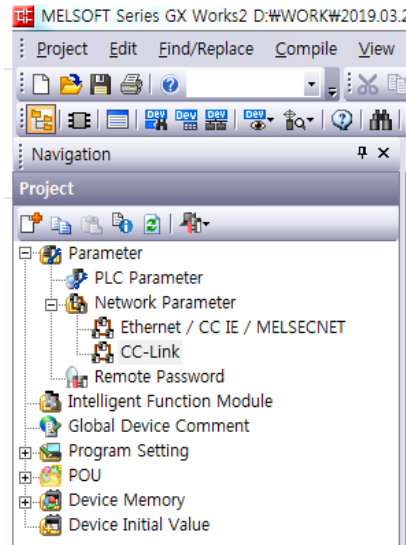 MELSOFT Series GX Works2 D:₩WORK₩2019.03.2
Project Edit Find/Replace Compile View
Navigation
Project
Parameter
PLC Parameter
Network Parameter
Ethernet / CC IE / MELSECNET
CC-Link
Remote Password
Intelligent Function Module
Global Device Comment
Program Setting
POU
Device Memory
Device Initial Value